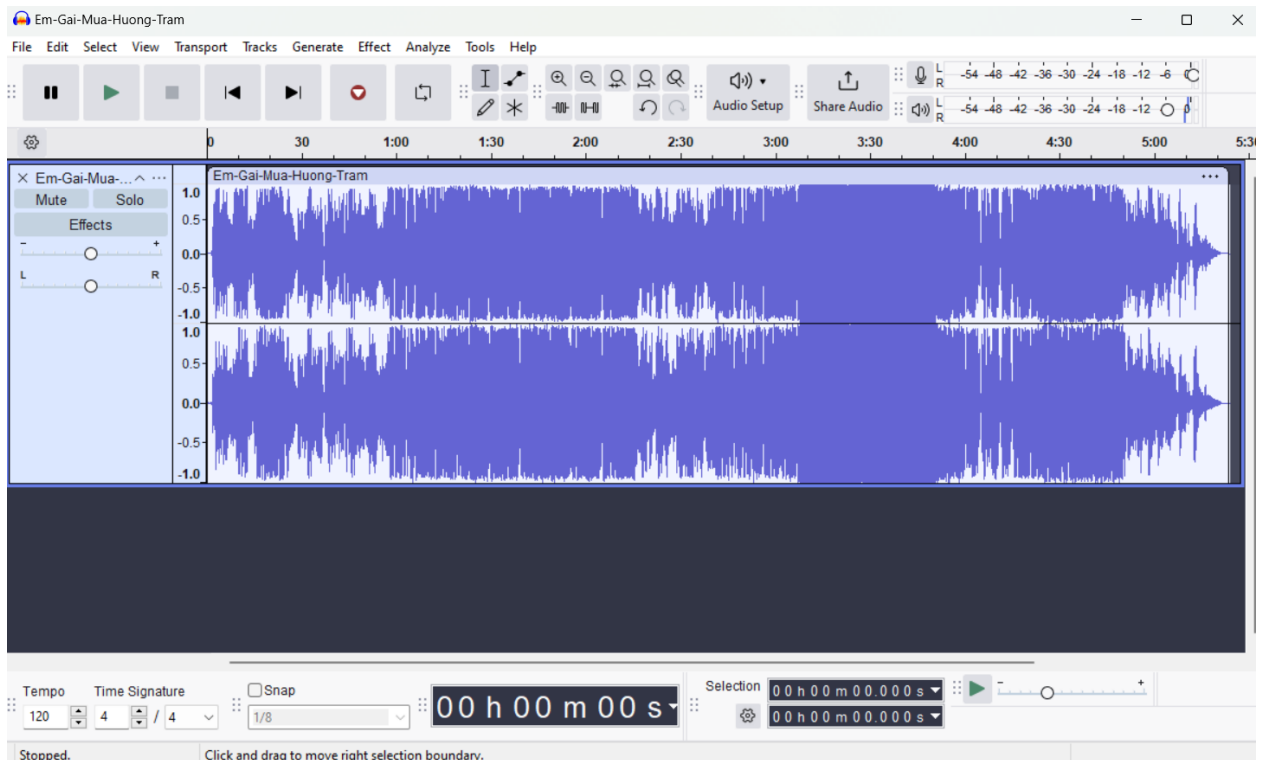 Em-Gai-Mua-Huong-Tram
File Edit Select View Transport Tracks Generate Effect Analyze Tools Help
Audio Setup
Share Audio
L
R
-54 -48 -42 -36 -30 -24 -18 -12 -6 0
L
R
-54 -48 -42 -36 -30 -24 -18 -12 0
0 30 1:00 1:30 2:00 2:30 3:00 3:30 4:00 4:30 5:00 5:30
Em-Gai-Mua-...
Em-Gai-Mua-Huong-Tram
Mute Solo
Effects
- +
L R
1.0
0.5
0.0
-0.5
-1.0
1.0
0.5
0.0
-0.5
-1.0
Tempo
120
Time Signature
4 / 4
Snap
1/8
00 h 00 m 00 s
Selection
00 h 00 m 00.000 s
00 h 00 m 00.000 s
- +
Stopped.
Click and drag to move right selection boundary.